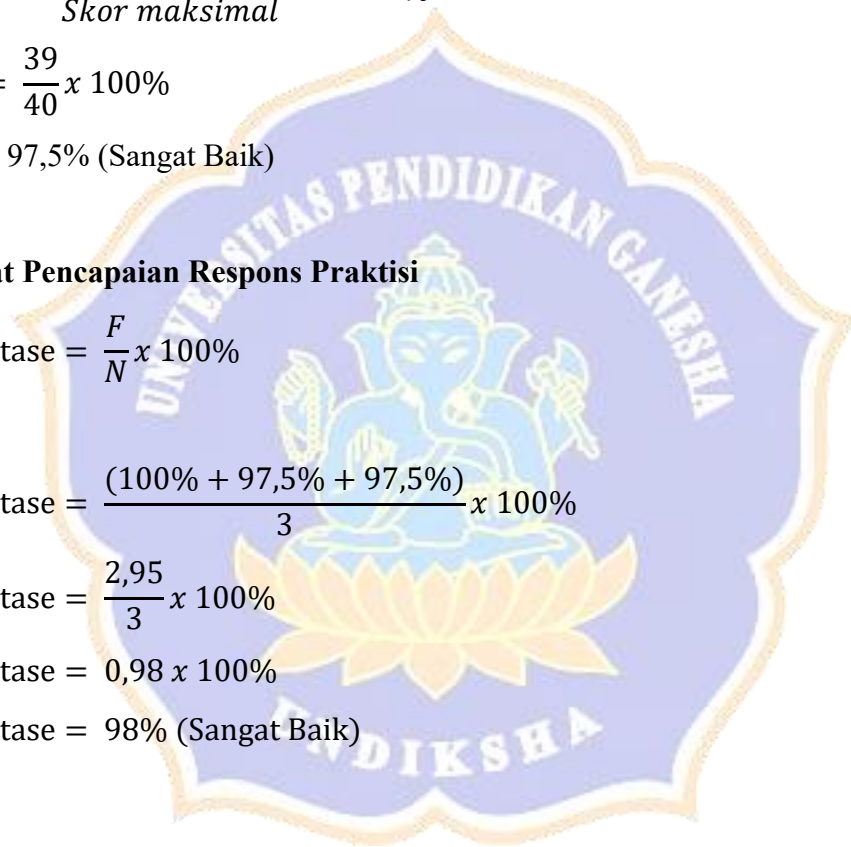 Skor maksimal
= 39/40 x 100%
97,5% (Sangat Baik)
UNIVERSITAS PENDIDIKAN GANESHA
at Pencapaian Respons Praktisi
tase = F/N x 100%
tase = (100% + 97,5% + 97,5%)/3 x 100%
tase = 2,95/3 x 100%
tase = 0,98 x 100%
tase = 98% (Sangat Baik)
UNDIKSHA